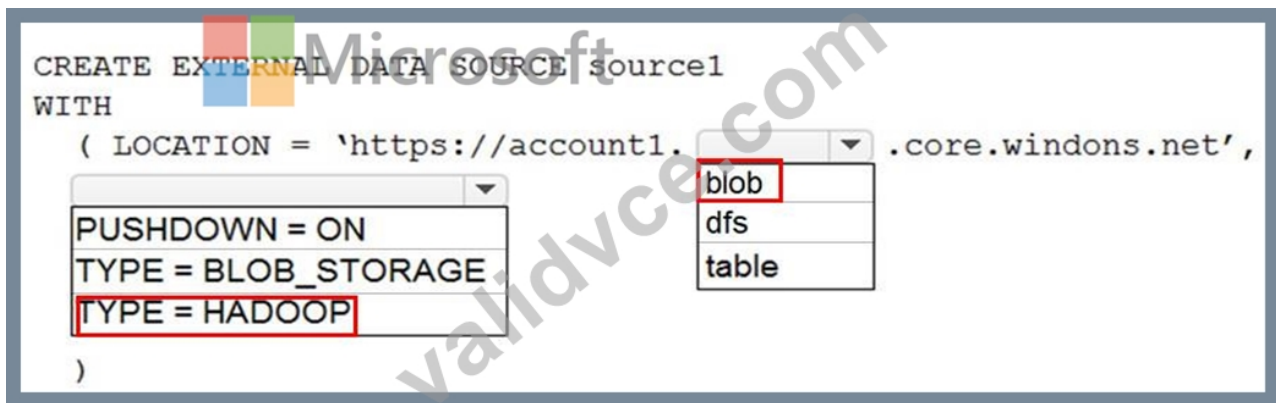 Microsoft
CREATE EXTERNAL DATA SOURCE source1
WITH
( LOCATION = ‘https://account1. .core.windons.net’,
blob
dfs
table
PUSHDOWN = ON
TYPE = BLOB_STORAGE
TYPE = HADOOP
)
validvce.com